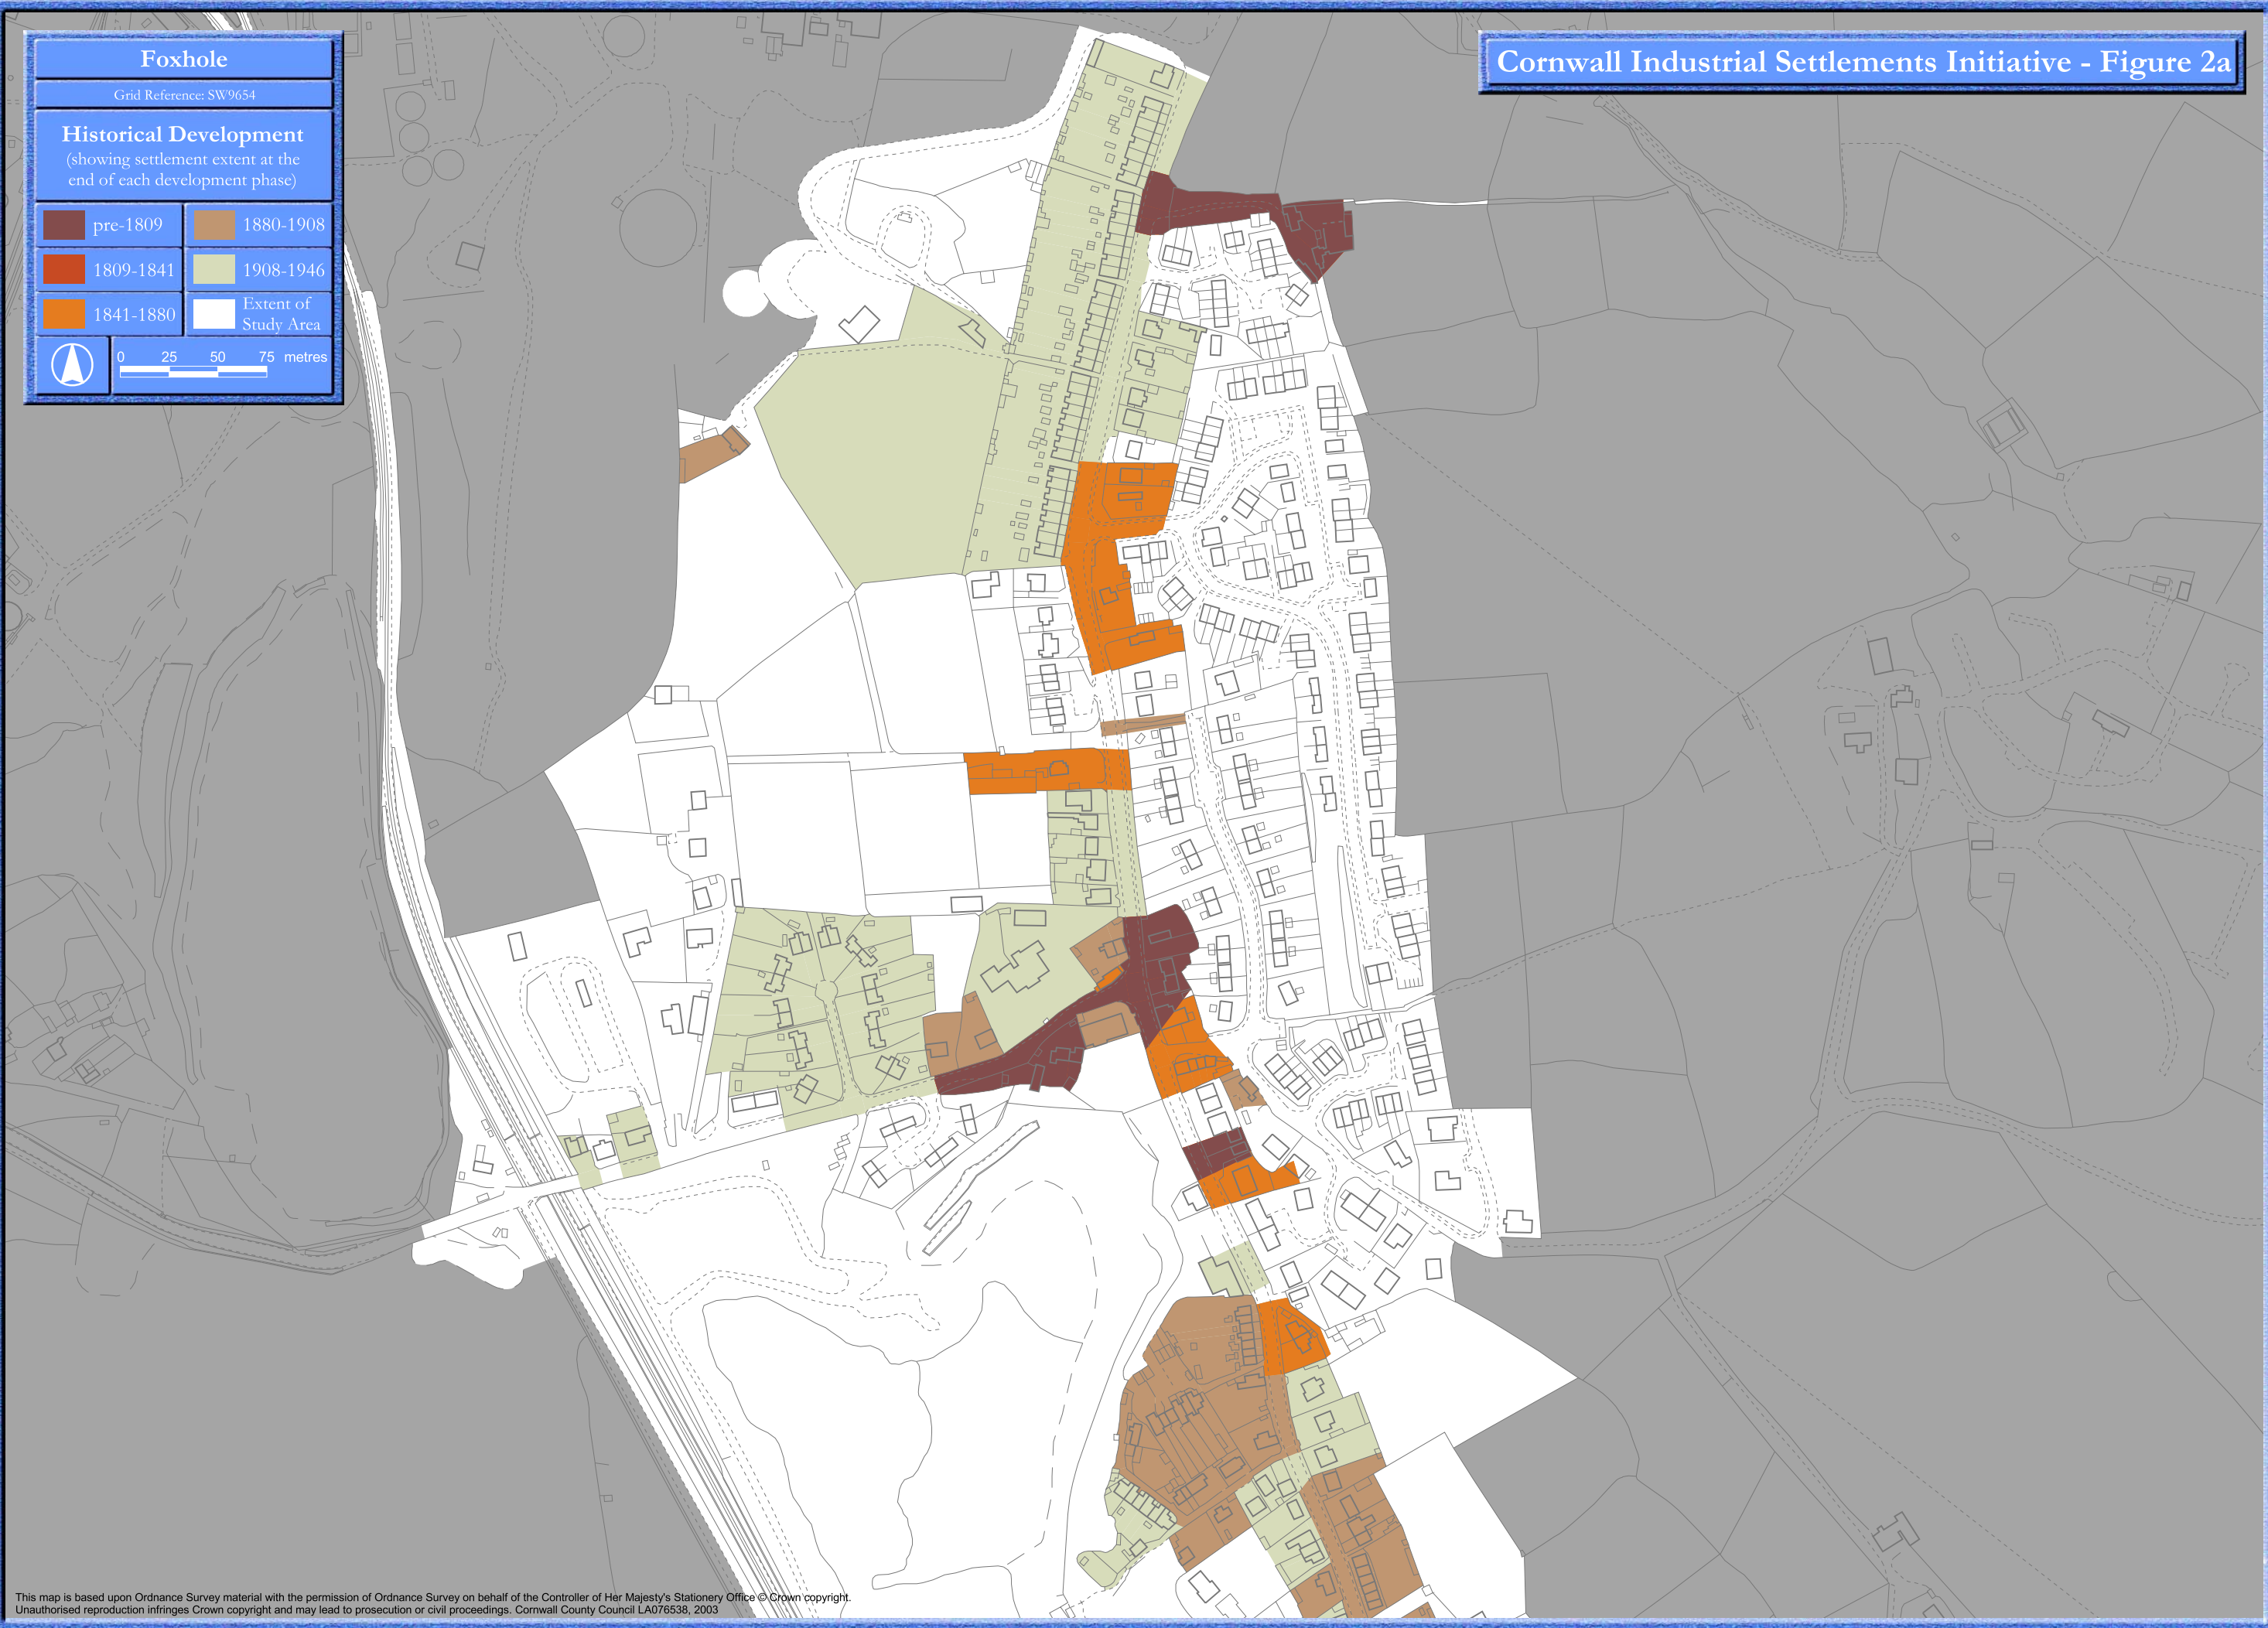 Foxhole
Grid Reference: SW9654
Historical Development
(showing settlement extent at the
end of each development phase)
pre-1809
1880-1908
1809-1841
1908-1946
1841-1880
Extent of
Study Area
0 25 50 75 metres
Cornwall Industrial Settlements Initiative - Figure 2a
This map is based upon Ordnance Survey material with the permission of Ordnance Survey on behalf of the Controller of Her Majesty's Stationery Office © Crown copyright.
Unauthorised reproduction infringes Crown copyright and may lead to prosecution or civil proceedings. Cornwall County Council LA076538, 2003